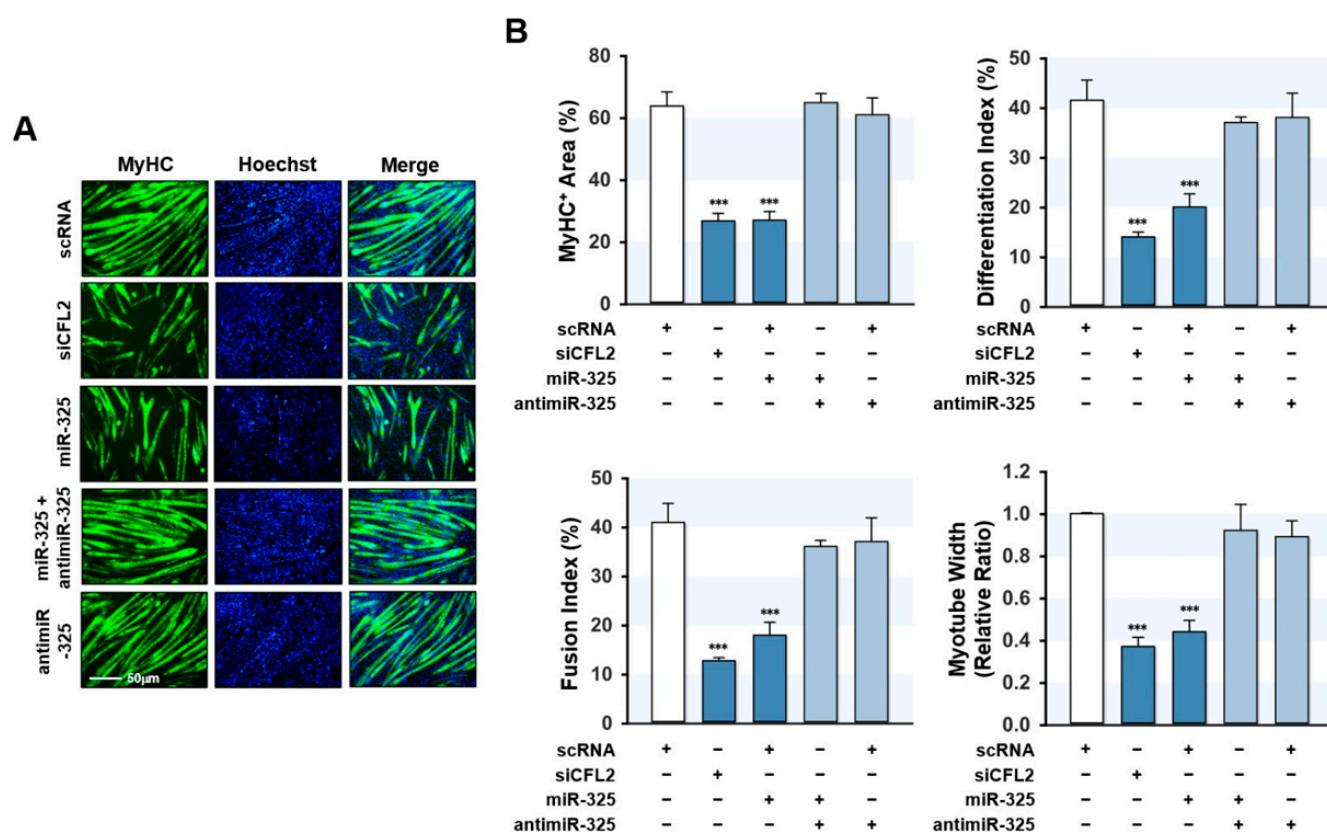 A
MyHC Hoechst Merge
scRNA
siCFL2
miR-325
miR-325 +
antimiR-325
antimiR
-325
50μm
B
MyHC⁺ Area (%)
80
60
40
20
0
***
***
scRNA + − + − +
siCFL2 − + − − −
miR-325 − − + + −
antimiR-325 − − − + +
Differentiation Index (%)
50
40
30
20
10
0
***
***
scRNA + − + − +
siCFL2 − + − − −
miR-325 − − + + −
antimiR-325 − − − + +
Fusion Index (%)
50
40
30
20
10
0
***
***
scRNA + − + − +
siCFL2 − + − − −
miR-325 − − + + −
antimiR-325 − − − + +
Myotube Width
(Relative Ratio)
1.2
1.0
0.8
0.6
0.4
0.2
0.0
***
***
scRNA + − + − +
siCFL2 − + − − −
miR-325 − − + + −
antimiR-325 − − − + +